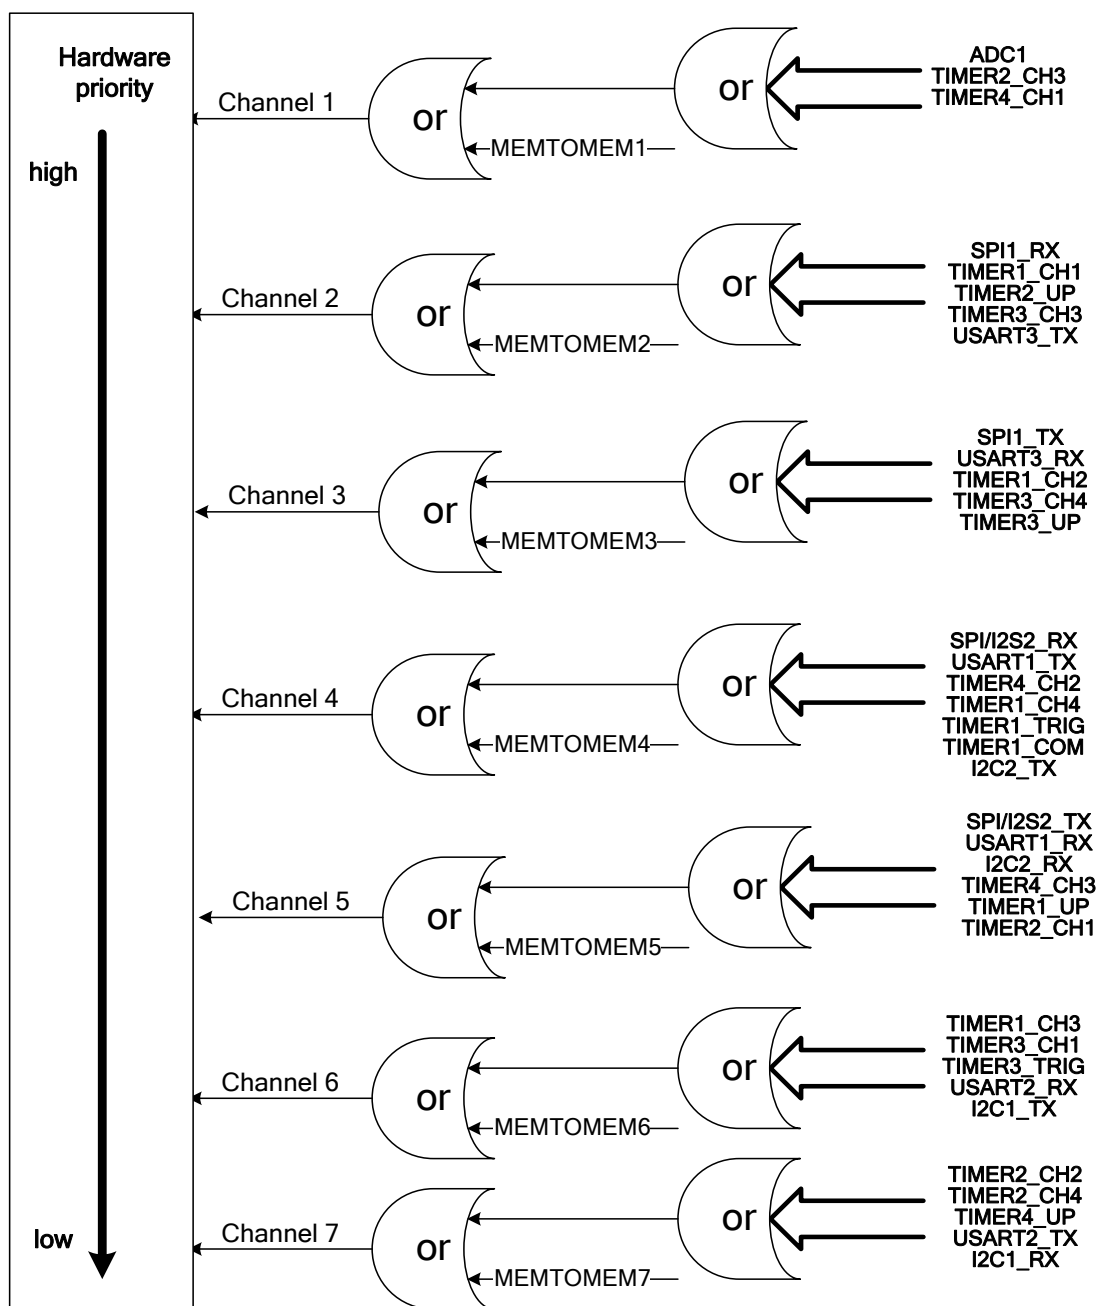 Hardware
priority
high
low
Channel 1
MEMTOMEM1
or
or
ADC1
TIMER2_CH3
TIMER4_CH1
Channel 2
MEMTOMEM2
or
or
SPI1_RX
TIMER1_CH1
TIMER2_UP
TIMER3_CH3
USART3_TX
Channel 3
MEMTOMEM3
or
or
SPI1_TX
USART3_RX
TIMER1_CH2
TIMER3_CH4
TIMER3_UP
Channel 4
MEMTOMEM4
or
or
SPI/I2S2_RX
USART1_TX
TIMER4_CH2
TIMER1_CH4
TIMER1_TRIG
TIMER1_COM
I2C2_TX
Channel 5
MEMTOMEM5
or
or
SPI/I2S2_TX
USART1_RX
I2C2_RX
TIMER4_CH3
TIMER1_UP
TIMER2_CH1
Channel 6
MEMTOMEM6
or
or
TIMER1_CH3
TIMER3_CH1
TIMER3_TRIG
USART2_RX
I2C1_TX
Channel 7
MEMTOMEM7
or
or
TIMER2_CH2
TIMER2_CH4
TIMER4_UP
USART2_TX
I2C1_RX